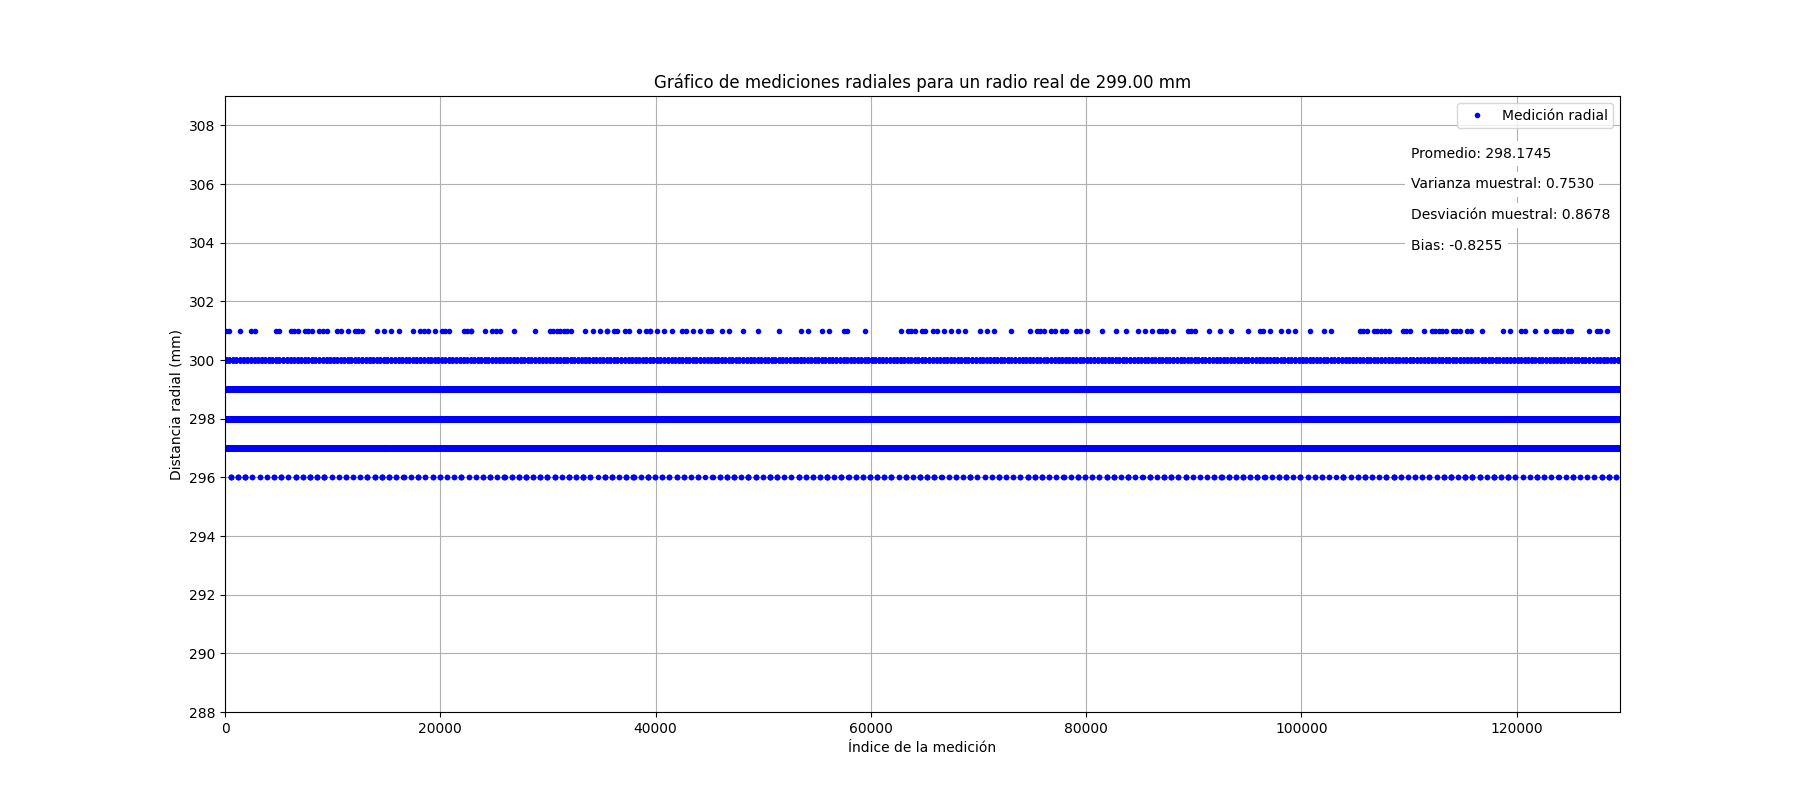 Gráfico de mediciones radiales para un radio real de 299.00 mm
Medición radial
Promedio: 298.1745
Varianza muestral: 0.7530
Desviación muestral: 0.8678
Bias: -0.8255
Distancia radial (mm)
308
306
304
302
300
298
296
294
292
290
288
0
20000
40000
60000
80000
100000
120000
Índice de la medición